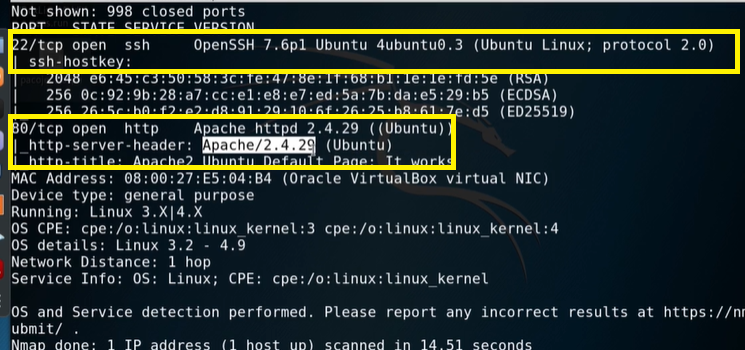 Not shown: 998 closed ports
PORT STATE SERVICE VERSION
22/tcp open ssh OpenSSH 7.6p1 Ubuntu 4ubuntu0.3 (Ubuntu Linux; protocol 2.0)
| ssh-hostkey:
| 2048 e6:45:c3:50:58:3c:fe:47:8e:1f:68:b1:1e:1e:fd:5e (RSA)
| 256 0c:92:9b:28:a7:cc:e1:e8:e7:ed:5a:7b:da:e5:29:b5 (ECDSA)
| 256 26:5c:b0:f2:e2:d8:91:29:10:6f:26:25:b8:61:7e:d5 (ED25519)
80/tcp open http Apache httpd 2.4.29 ((Ubuntu))
|_http-server-header: Apache/2.4.29 (Ubuntu)
|_http-title: Apache2 Ubuntu Default Page: It works
MAC Address: 08:00:27:E5:04:B4 (Oracle VirtualBox virtual NIC)
Device type: general purpose
Running: Linux 3.X|4.X
OS CPE: cpe:/o:linux:linux_kernel:3 cpe:/o:linux:linux_kernel:4
OS details: Linux 3.2 - 4.9
Network Distance: 1 hop
Service Info: OS: Linux; CPE: cpe:/o:linux:linux_kernel
OS and Service detection performed. Please report any incorrect results at https://nm
ubmit/ .
Nmap done: 1 IP address (1 host up) scanned in 14.51 seconds